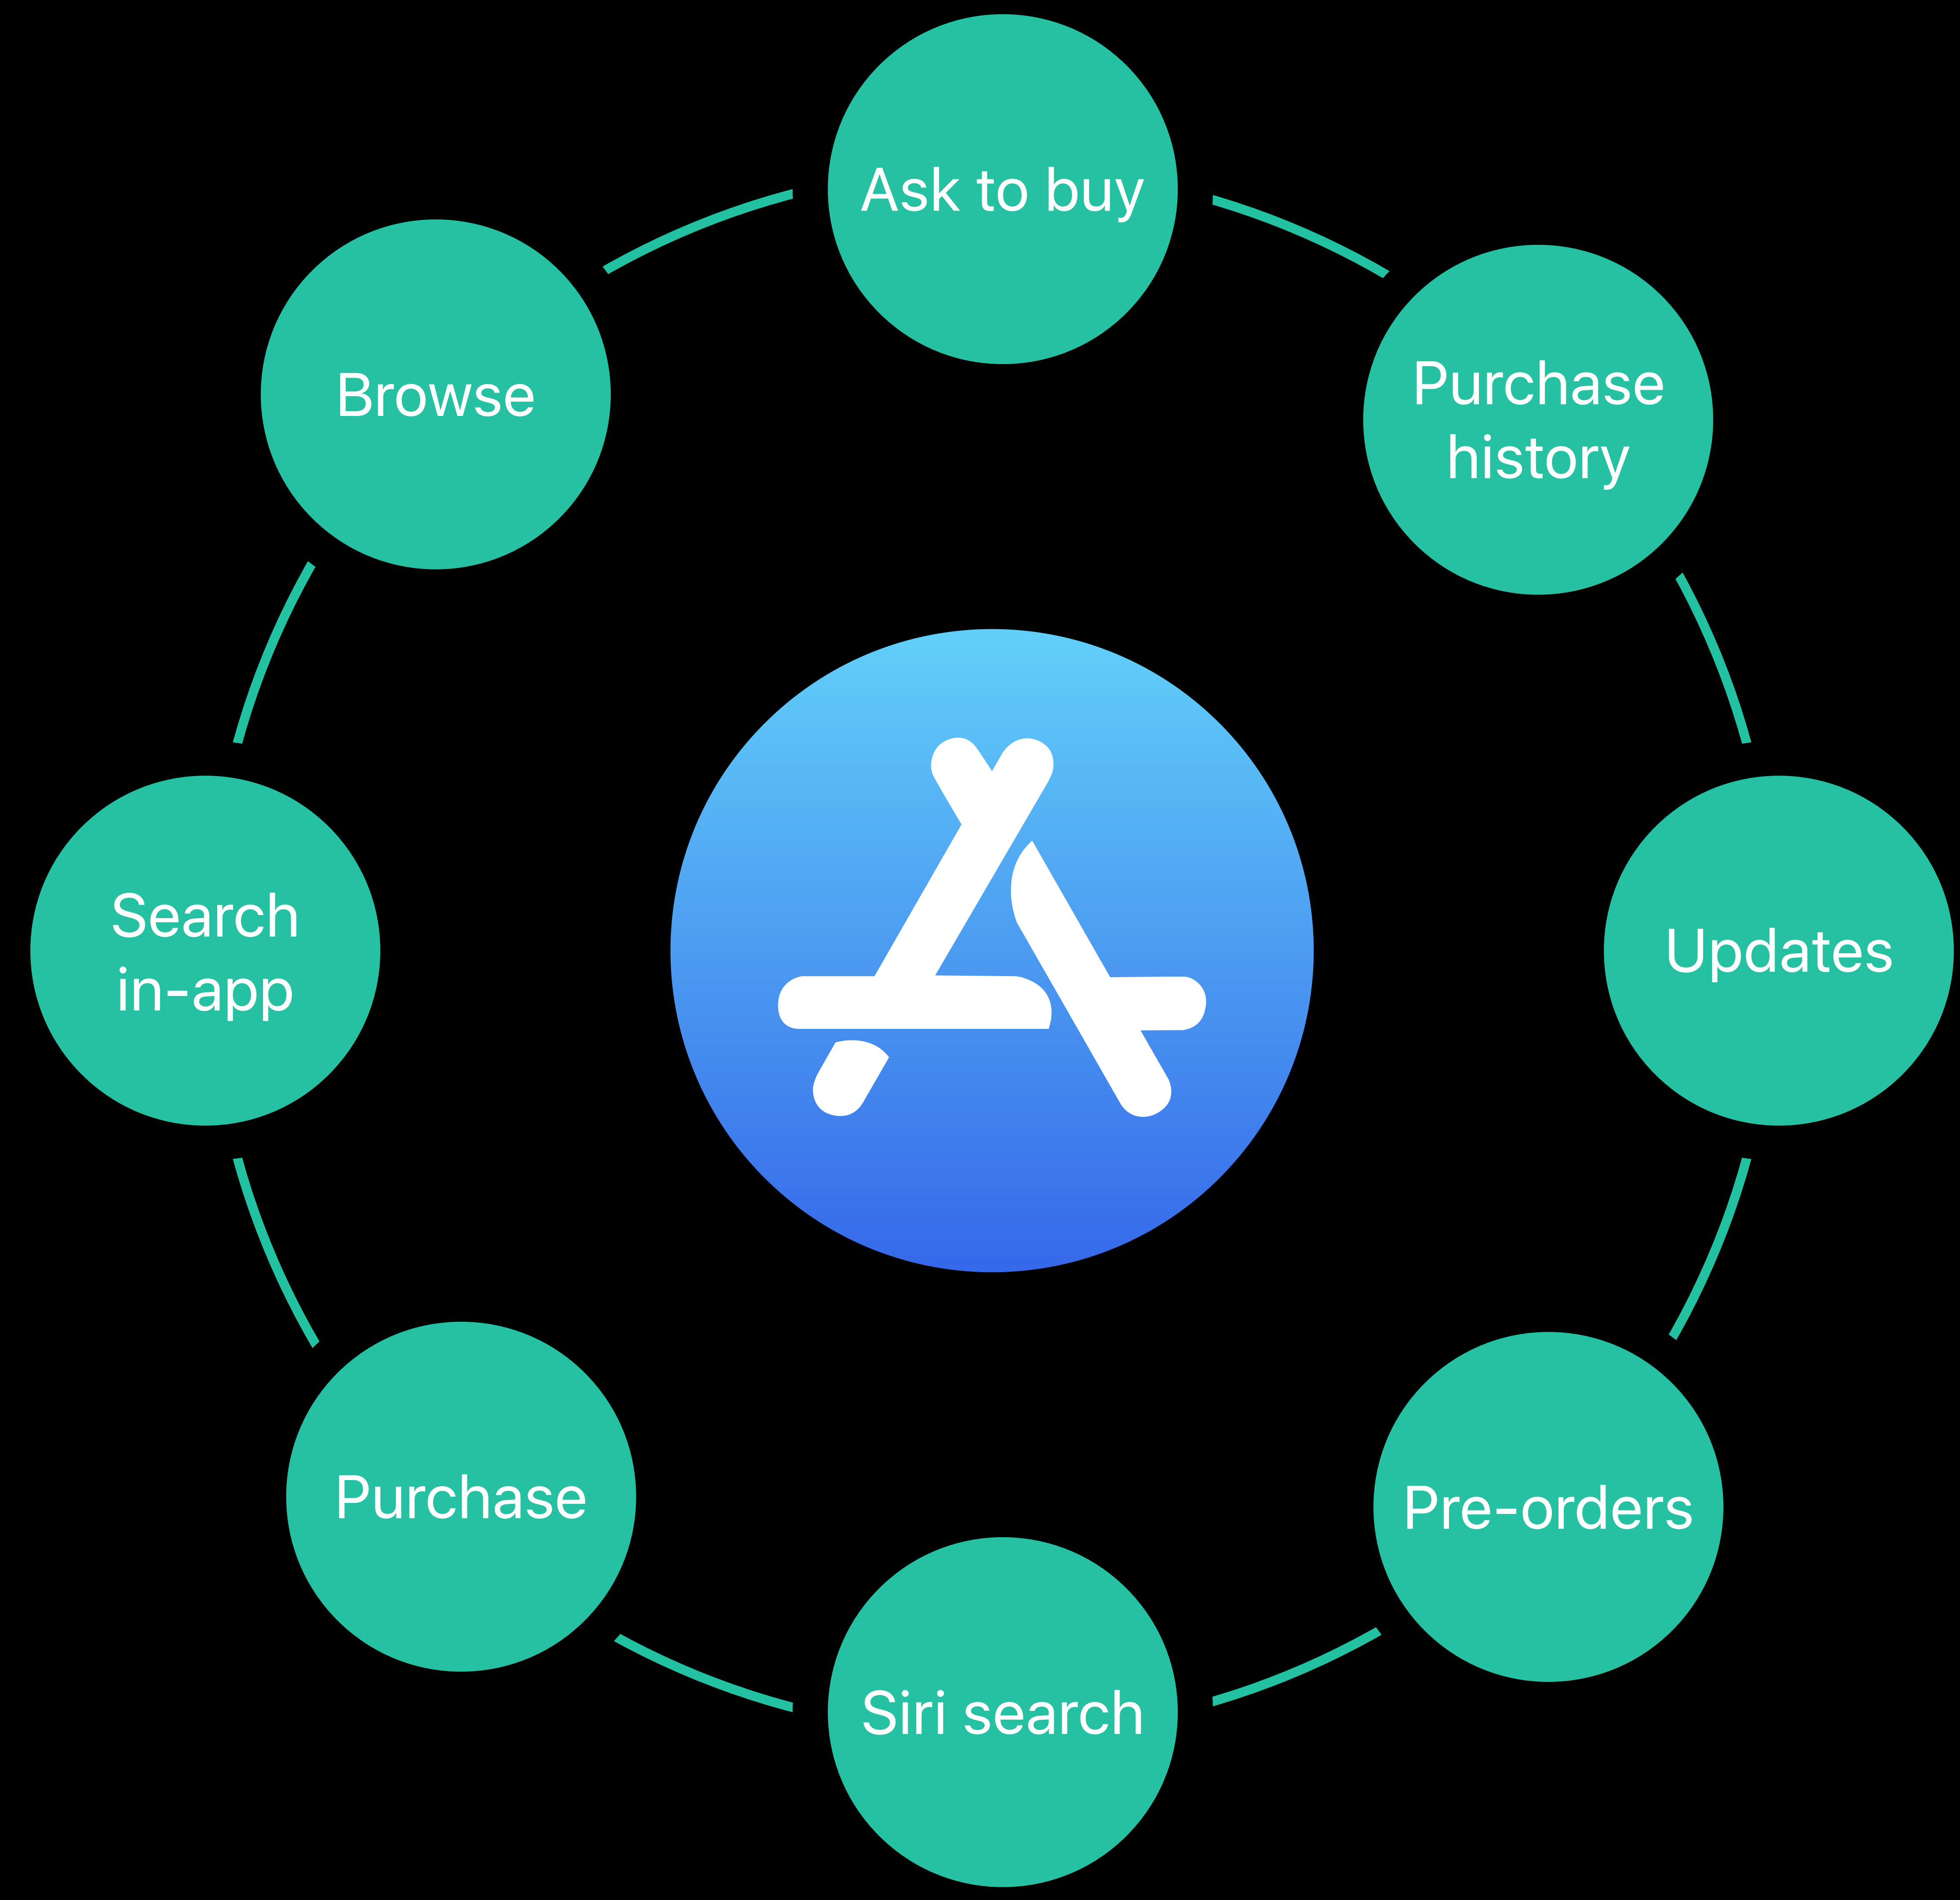 Ask to buy
Browse
Purchase
history
Search
in-app
Updates
Purchase
Pre-orders
Siri search